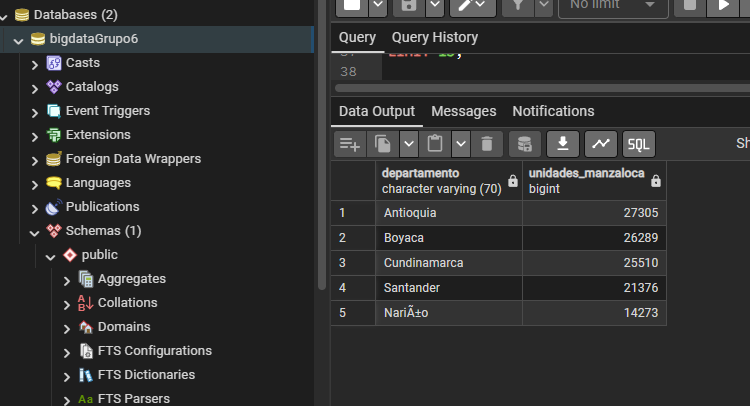 Databases (2)
bigdataGrupo6
Casts
Catalogs
Event Triggers
Extensions
Foreign Data Wrappers
Languages
Publications
Schemas (1)
public
Aggregates
Collations
Domains
FTS Configurations
FTS Dictionaries
FTS Parsers
No limit
Query Query History
38
Data Output Messages Notifications
SQL Sh
departamento unidades_manzaloca
character varying (70) bigint
1 Antioquia 27305
2 Boyaca 26289
3 Cundinamarca 25510
4 Santander 21376
5 NariÃ±o 14273